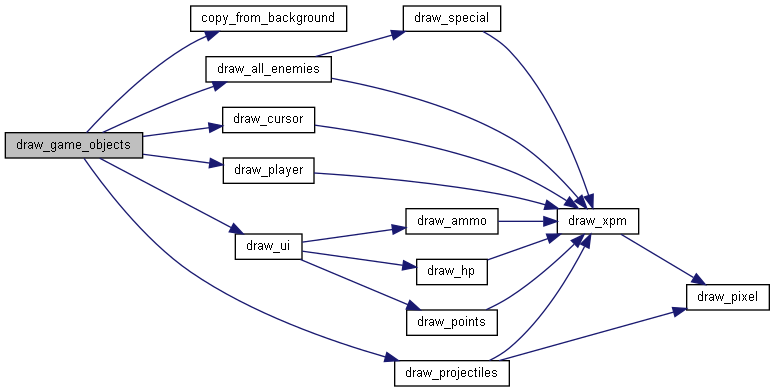 copy_from_background
draw_special
draw_all_enemies
draw_cursor
draw_game_objects
draw_player
draw_ammo
draw_xpm
draw_ui
draw_hp
draw_pixel
draw_points
draw_projectiles